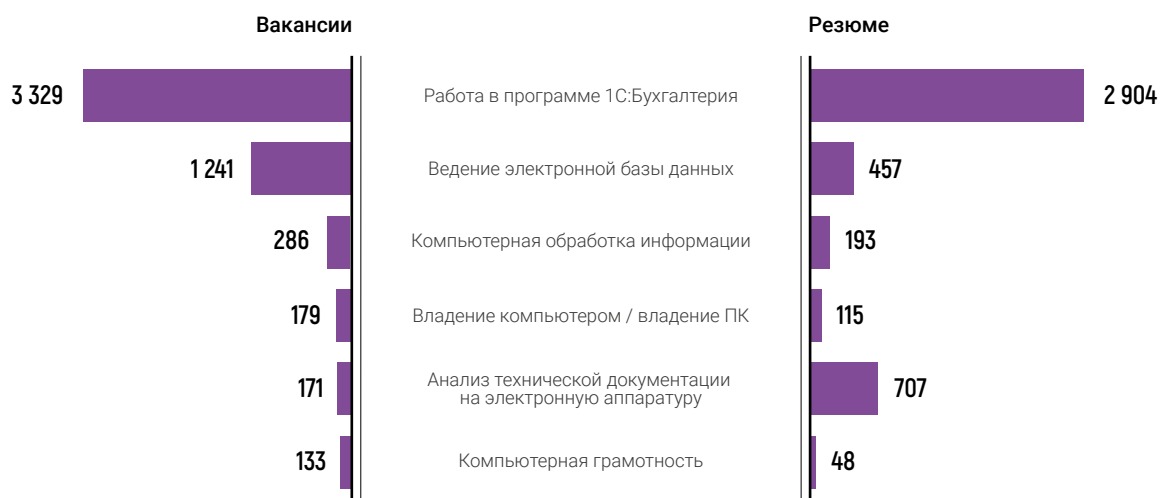 Вакансии Резюме
3 329 Работа в программе 1С:Бухгалтерия 2 904
1 241 Ведение электронной базы данных 457
286 Компьютерная обработка информации 193
179 Владение компьютером / владение ПК 115
Анализ технической документации
171 на электронную аппаратуру 707
133 Компьютерная грамотность 48